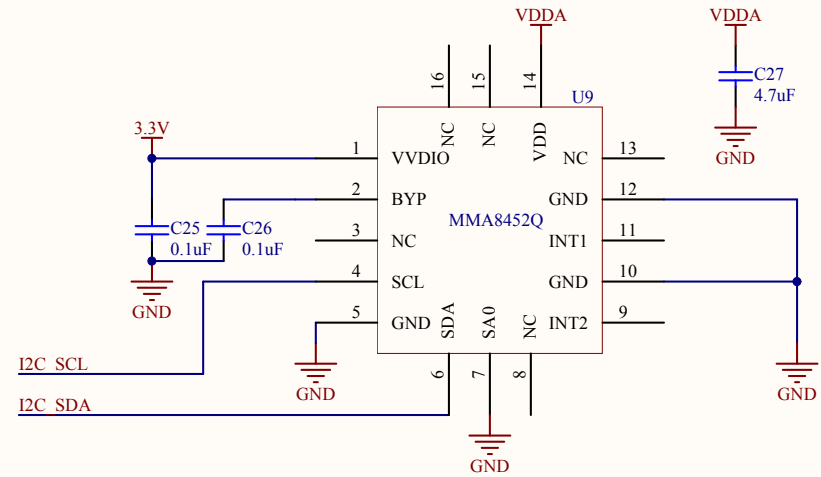 VDDA
VDDA
16
15
14
C27
4.7uF
U9
3.3V
NC
NC
VDD
GND
1
VVDIO
NC
13
2
BYP
GND
12
MMA8452Q
C25
0.1uF
C26
0.1uF
3
NC
INT1
11
4
SCL
GND
10
GND
5
GND
SDA
SA0
NC
INT2
9
I2C_SCL
6
7
8
GND
GND
I2C_SDA
GND